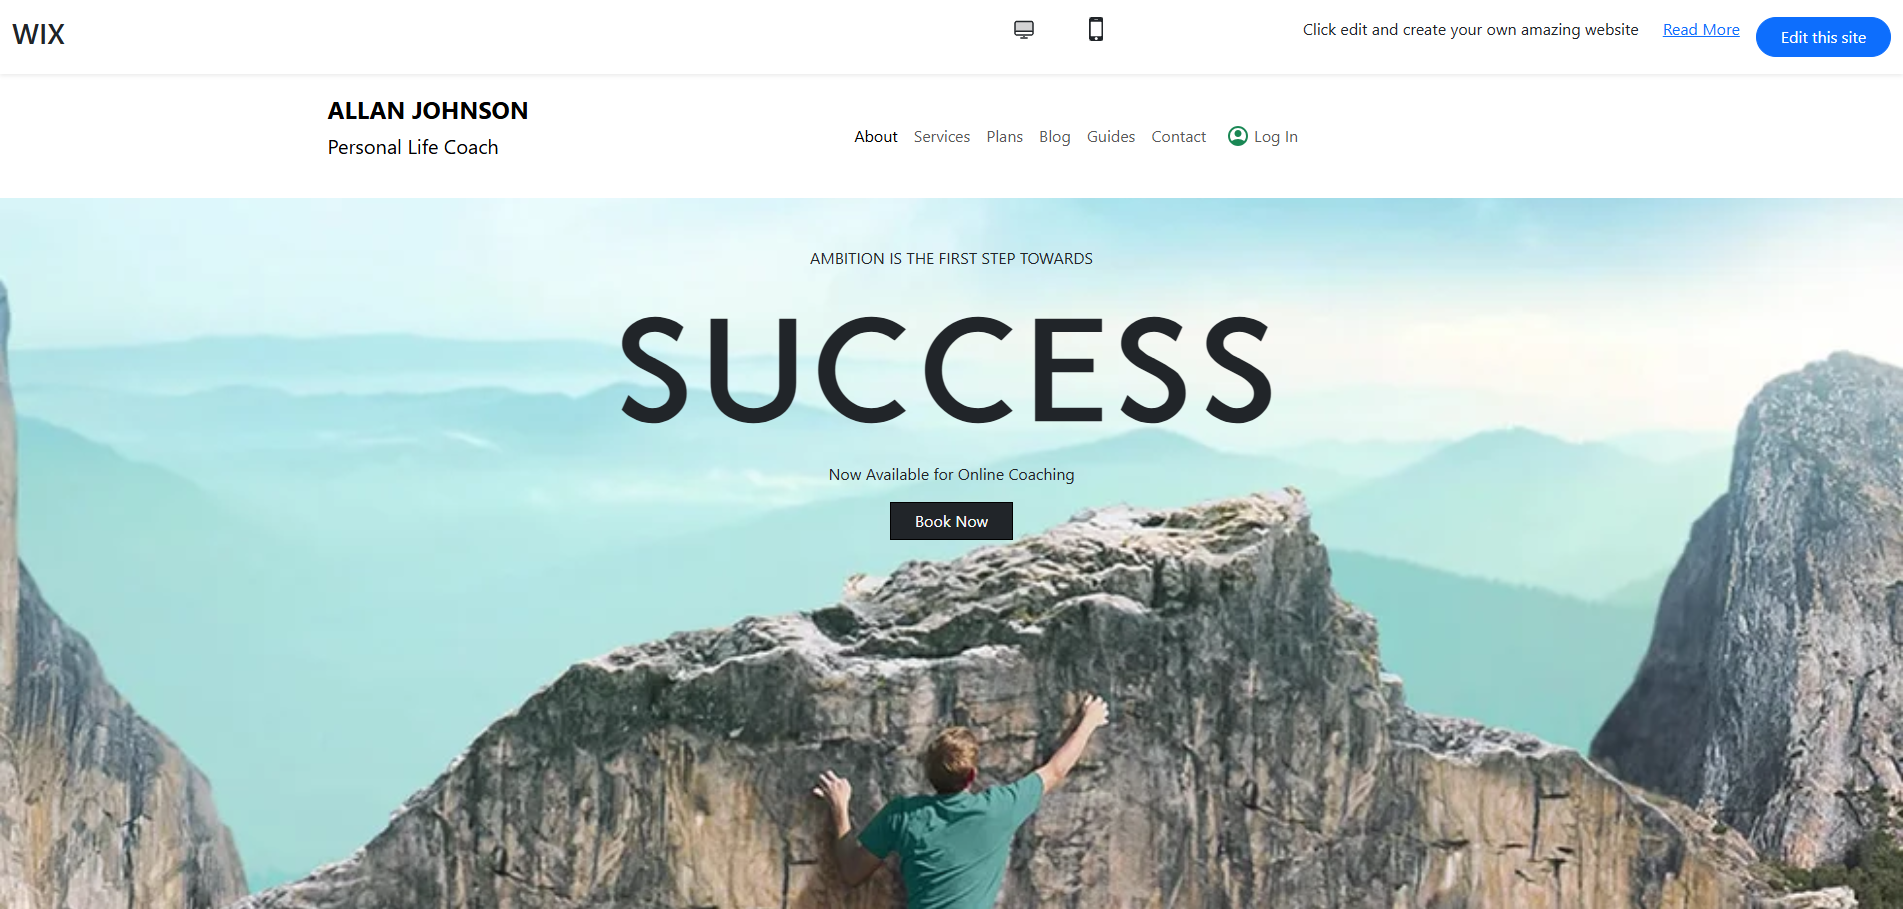 WIX
Click edit and create your own amazing website Read More Edit this site
ALLAN JOHNSON
Personal Life Coach
About Services Plans Blog Guides Contact Log In
AMBITION IS THE FIRST STEP TOWARDS
SUCCESS
Now Available for Online Coaching
Book Now